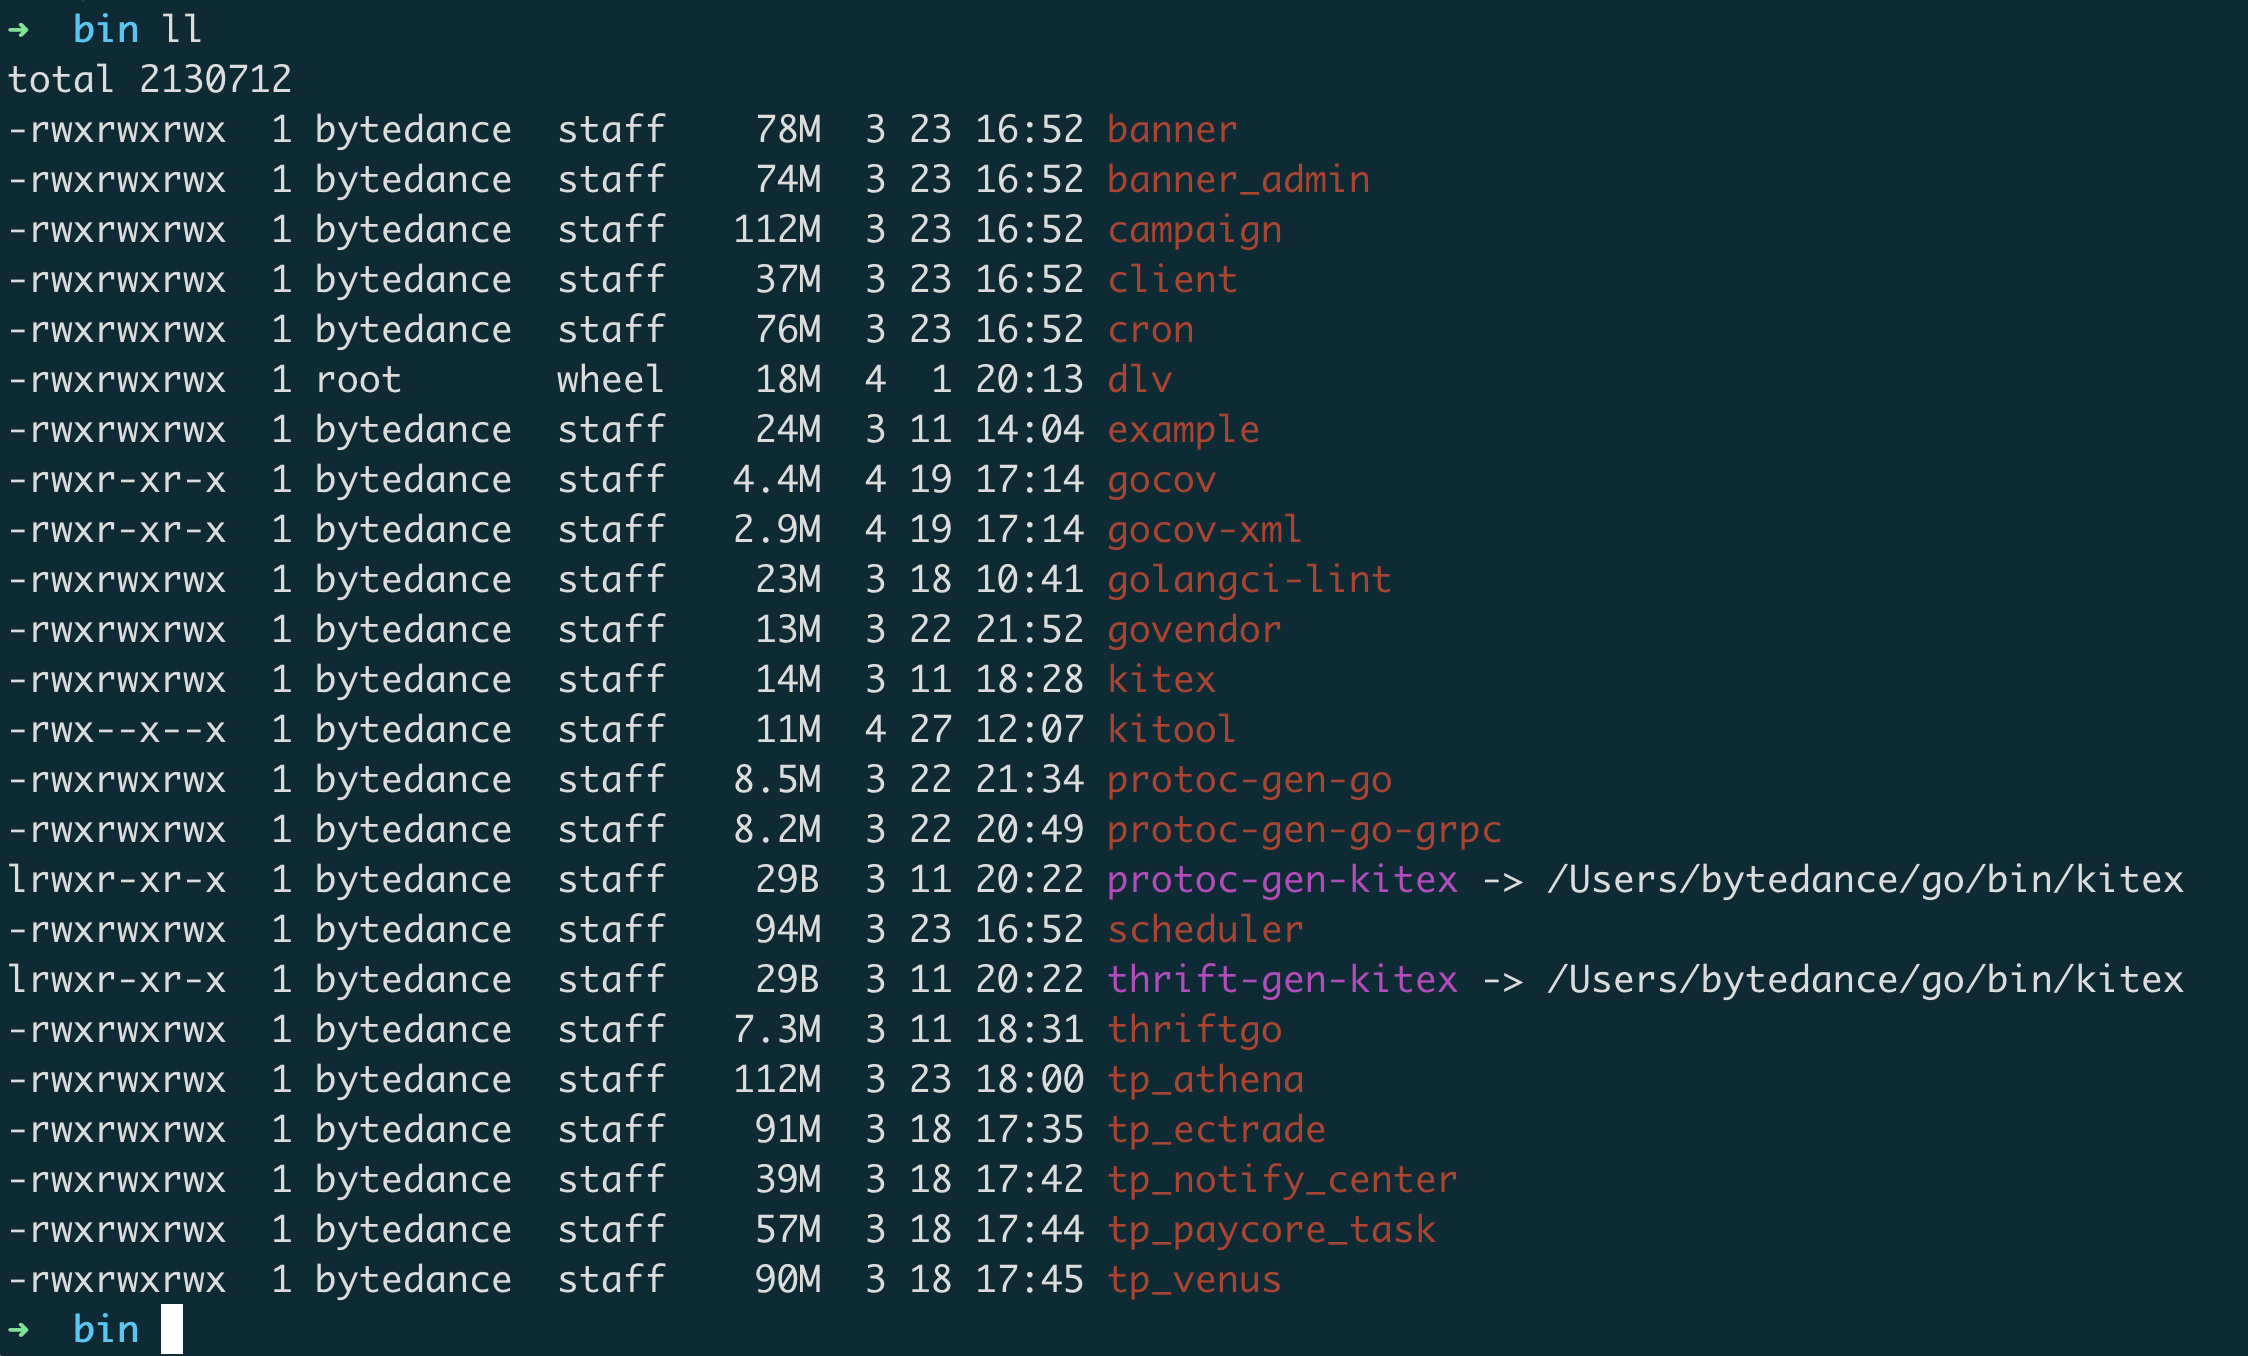 ➜  bin ll
total 2130712
-rwxrwxrwx  1 bytedance  staff    78M  3 23 16:52 banner
-rwxrwxrwx  1 bytedance  staff    74M  3 23 16:52 banner_admin
-rwxrwxrwx  1 bytedance  staff   112M  3 23 16:52 campaign
-rwxrwxrwx  1 bytedance  staff    37M  3 23 16:52 client
-rwxrwxrwx  1 bytedance  staff    76M  3 23 16:52 cron
-rwxrwxrwx  1 root       wheel    18M  4  1 20:13 dlv
-rwxrwxrwx  1 bytedance  staff    24M  3 11 14:04 example
-rwxr-xr-x  1 bytedance  staff   4.4M  4 19 17:14 gocov
-rwxr-xr-x  1 bytedance  staff   2.9M  4 19 17:14 gocov-xml
-rwxrwxrwx  1 bytedance  staff    23M  3 18 10:41 golangci-lint
-rwxrwxrwx  1 bytedance  staff    13M  3 22 21:52 govendor
-rwxrwxrwx  1 bytedance  staff    14M  3 11 18:28 kitex
-rwx--x--x  1 bytedance  staff    11M  4 27 12:07 kitool
-rwxrwxrwx  1 bytedance  staff   8.5M  3 22 21:34 protoc-gen-go
-rwxrwxrwx  1 bytedance  staff   8.2M  3 22 20:49 protoc-gen-go-grpc
lrwxr-xr-x  1 bytedance  staff    29B  3 11 20:22 protoc-gen-kitex -> /Users/bytedance/go/bin/kitex
-rwxrwxrwx  1 bytedance  staff    94M  3 23 16:52 scheduler
lrwxr-xr-x  1 bytedance  staff    29B  3 11 20:22 thrift-gen-kitex -> /Users/bytedance/go/bin/kitex
-rwxrwxrwx  1 bytedance  staff   7.3M  3 11 18:31 thriftgo
-rwxrwxrwx  1 bytedance  staff   112M  3 23 18:00 tp_athena
-rwxrwxrwx  1 bytedance  staff    91M  3 18 17:35 tp_ectrade
-rwxrwxrwx  1 bytedance  staff    39M  3 18 17:42 tp_notify_center
-rwxrwxrwx  1 bytedance  staff    57M  3 18 17:44 tp_paycore_task
-rwxrwxrwx  1 bytedance  staff    90M  3 18 17:45 tp_venus
➜  bin